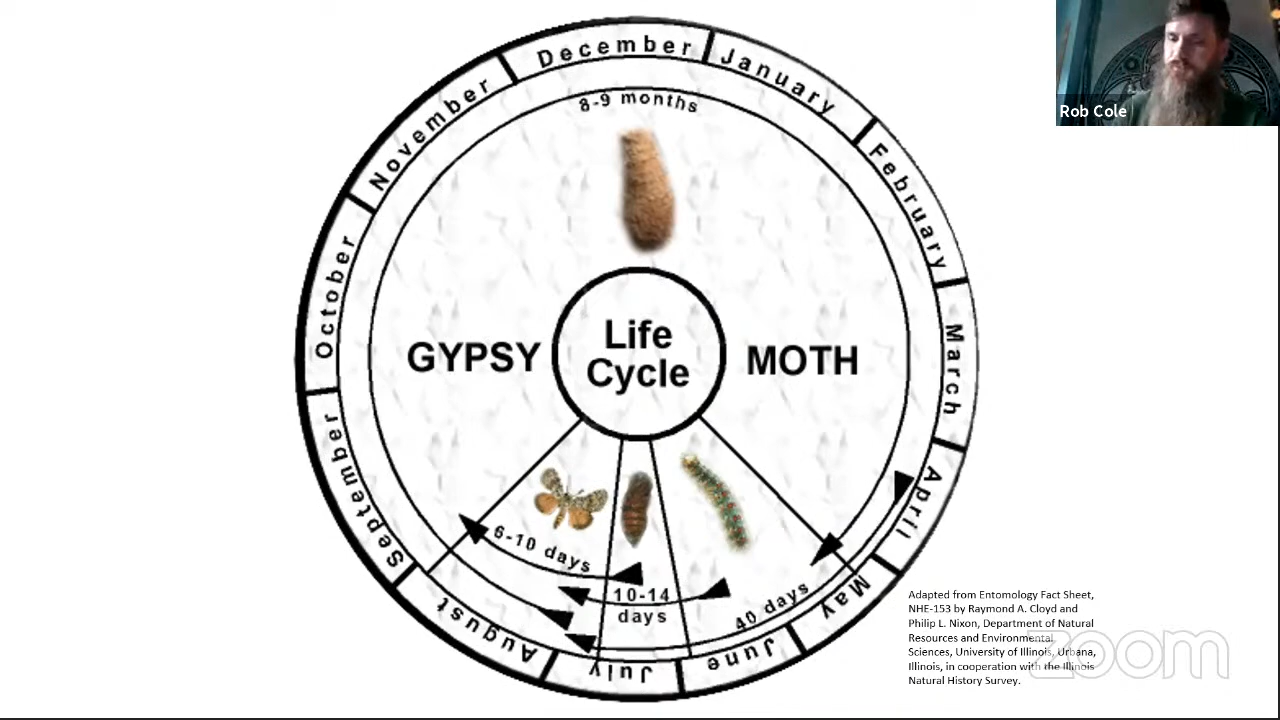 December
January
February
March
April
May
June
July
August
September
October
November
8-9 months
GYPSY
Life
Cycle
MOTH
6-10 days
10-14
days
40 days
Rob Cole
Adapted from Entomology Fact Sheet,
NHE-153 by Raymond A. Cloyd and
Philip L. Nixon, Department of Natural
Resources and Environmental
Sciences, University of Illinois, Urbana,
Illinois, in cooperation with the Illinois
Natural History Survey.
zoom